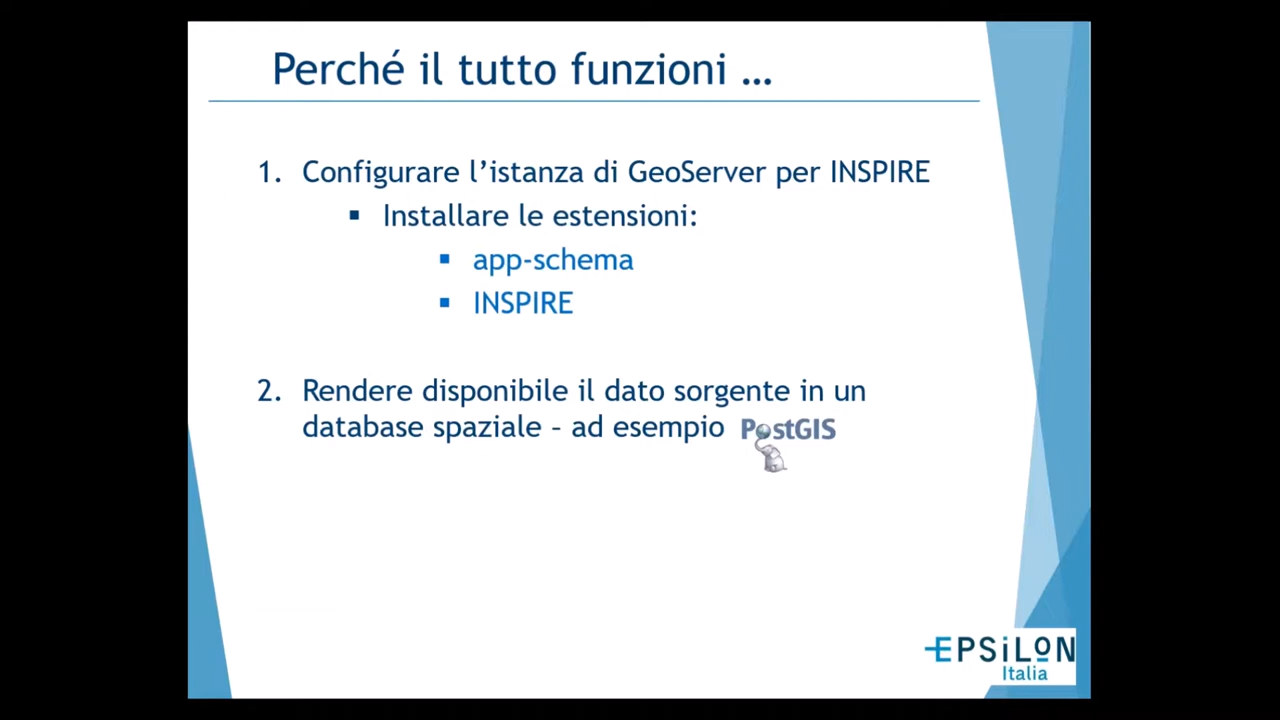 Perché il tutto funzioni …
1. Configurare l’istanza di GeoServer per INSPIRE
▪ Installare le estensioni:
▪ app-schema
▪ INSPIRE
2. Rendere disponibile il dato sorgente in un
database spaziale – ad esempio PostGIS
EPSiLON
Italia